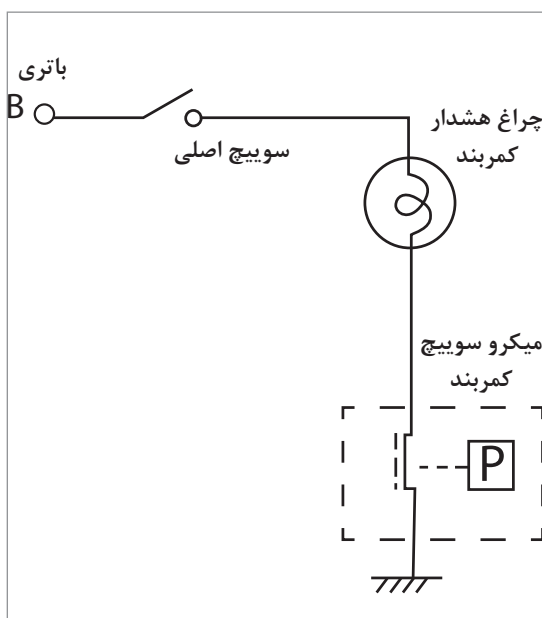 باتری
B
سوییچ اصلی
چراغ هشدار
کمربند
میکرو سوییچ
کمربند
P